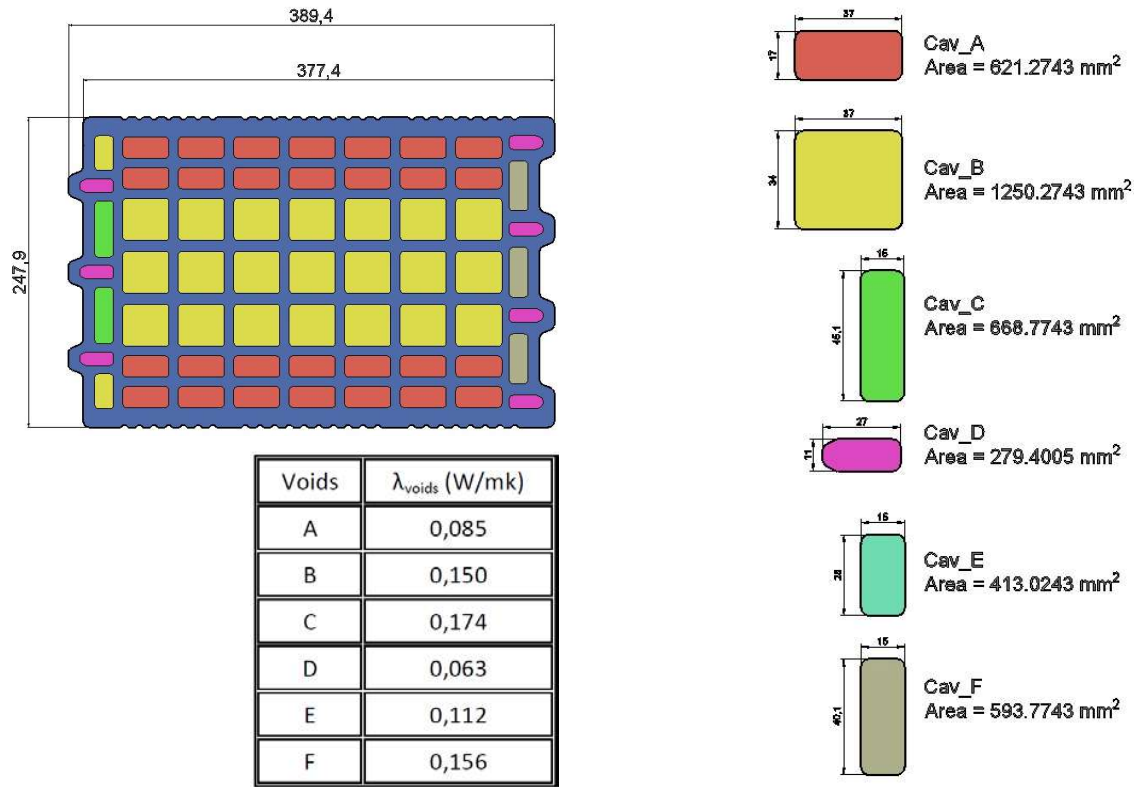 389,4
377,4
247,9
37
17
Cav_A
Area = 621.2743 mm²
37
34
Cav_B
Area = 1250.2743 mm²
15
45,1
Cav_C
Area = 668.7743 mm²
27
11
Cav_D
Area = 279.4005 mm²
15
28
Cav_E
Area = 413.0243 mm²
15
40,1
Cav_F
Area = 593.7743 mm²
Voids λvoids (W/mk)
A 0,085
B 0,150
C 0,174
D 0,063
E 0,112
F 0,156